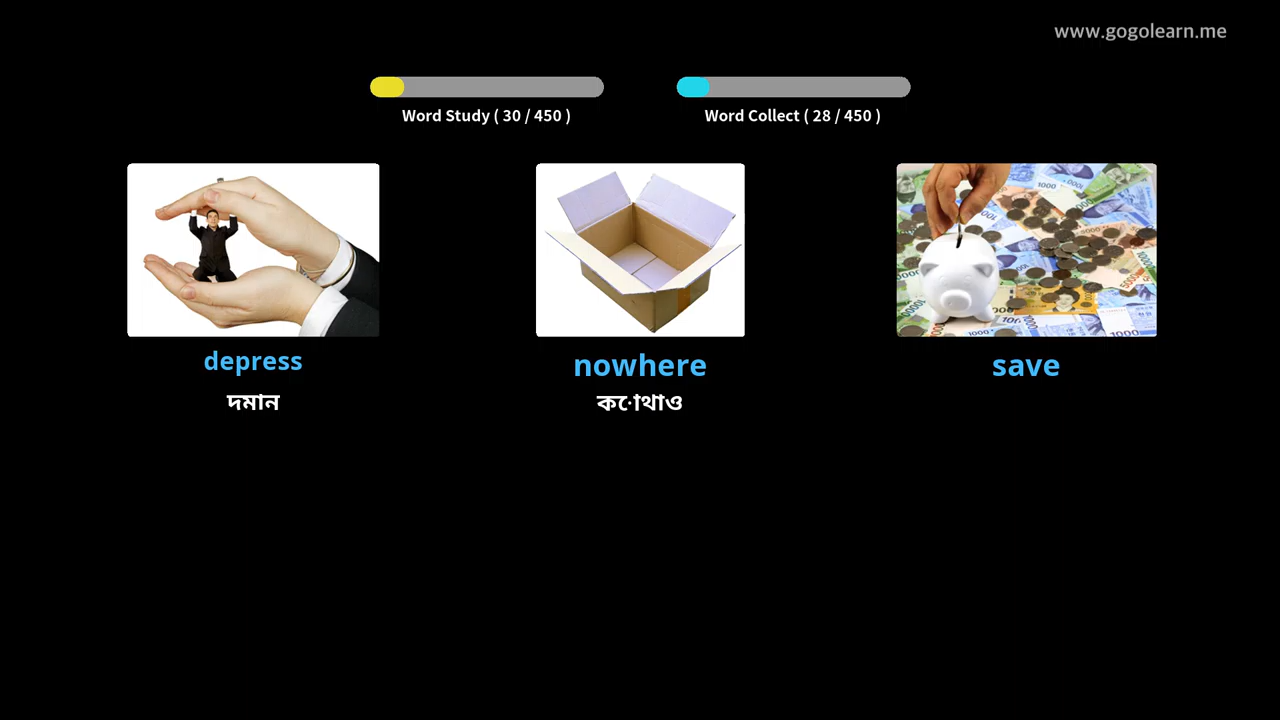 www.gogolearn.me
Word Study ( 30 / 450 )
Word Collect ( 28 / 450 )
depress
nowhere
save
দমান
কোথাও